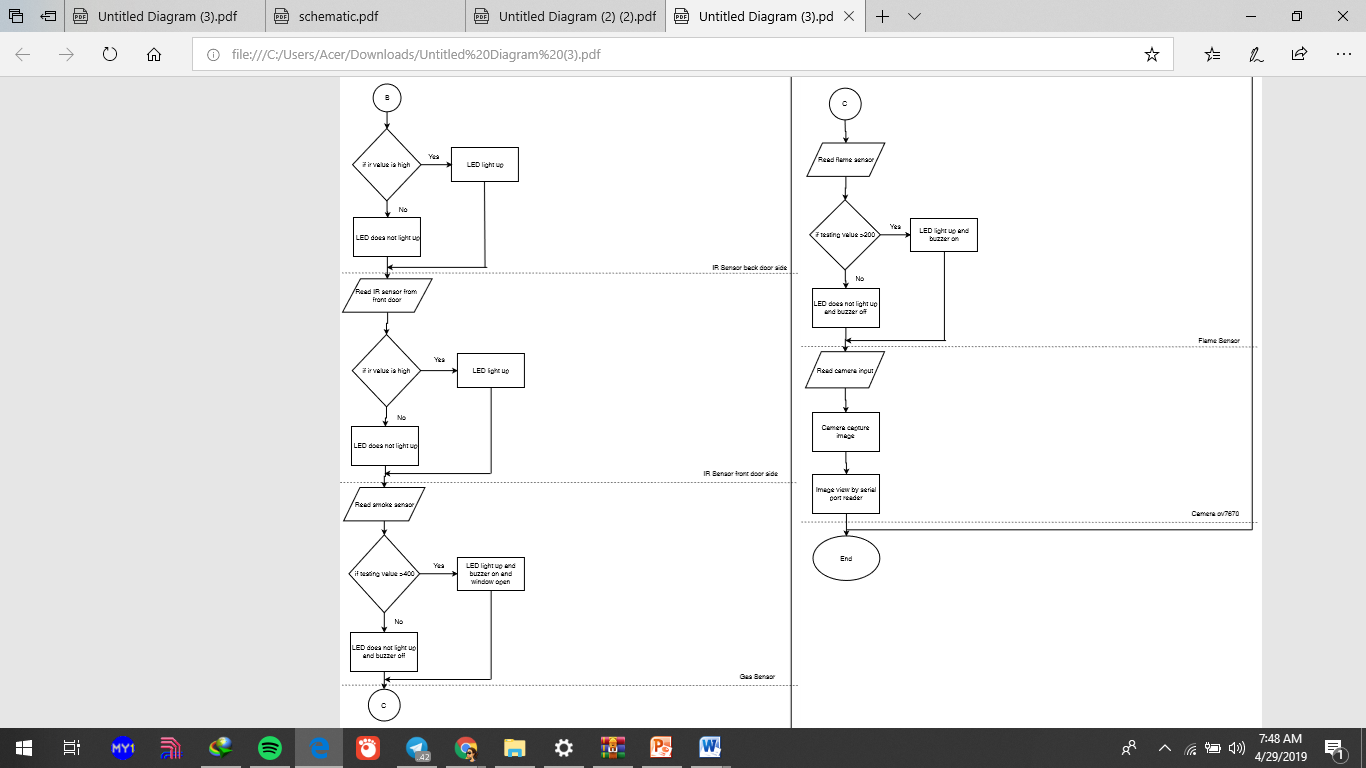 Untitled Diagram (3).pdf
schematic.pdf
Untitled Diagram (2) (2).pdf
Untitled Diagram (3).pd
file:///C:/Users/Acer/Downloads/Untitled%20Diagram%20(3).pdf
B
if ir value is high
Yes
LED light up
No
LED does not light up
IR Sensor back door side
Read IR sensor from
front door
if ir value is high
Yes
LED light up
No
LED does not light up
IR Sensor front door side
Read smoke sensor
if testing value >400
Yes
LED light up and
buzzer on and
window open
No
LED does not light up
and buzzer off
Gas Sensor
C
C
Read flame sensor
if testing value >200
Yes
LED light up and
buzzer on
No
LED does not light up
and buzzer off
Flame Sensor
Read camera input
Camera capture
image
Image view by serial
port reader
Camera ov7670
End
MY1
42
7:48 AM
4/29/2019
1